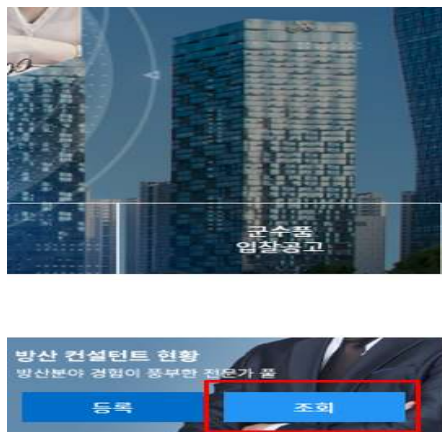 군수품
입찰공고
방산 컨설턴트 현황
방산분야 경험이 풍부한 전문가 풀
등록
조회